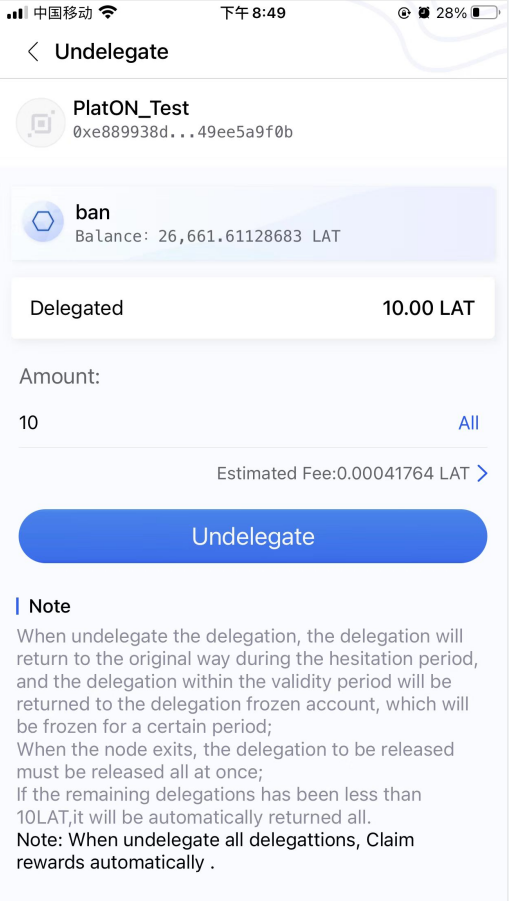 中国移动 下午 8:49 28%
Undelegate
PlatON_Test
0xe889938d...49ee5a9f0b
ban
Balance: 26,661.61128683 LAT
Delegated 10.00 LAT
Amount:
10 All
Estimated Fee:0.00041764 LAT
Undelegate
Note
When undelegate the delegation, the delegation will
return to the original way during the hesitation period,
and the delegation within the validity period will be
returned to the delegation frozen account, which will
be frozen for a certain period;
When the node exits, the delegation to be released
must be released all at once;
If the remaining delegations has been less than
10LAT,it will be automatically returned all.
Note: When undelegate all delegattions, Claim
rewards automatically .